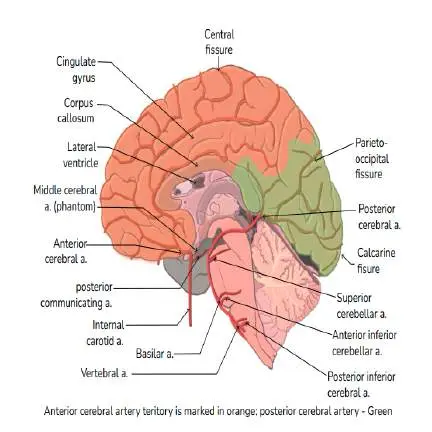 Central
fissure
Cingulate
gyrus
Corpus
callosum
Lateral
ventricle
Middle cerebral
a. (phantom)
Anterior
cerebral a.
posterior
communicating a.
Internal
carotid a.
Basilar a.
Vertebral a.
Parieto-
occipital
fissure
Posterior
cerebral a.
Calcarine
fisure
Superior
cerebellar a.
Anterior inferior
cerebellar a.
Posterior inferior
cerebral a.
Anterior cerebral artery teritory is marked in orange; posterior cerebral artery - Green